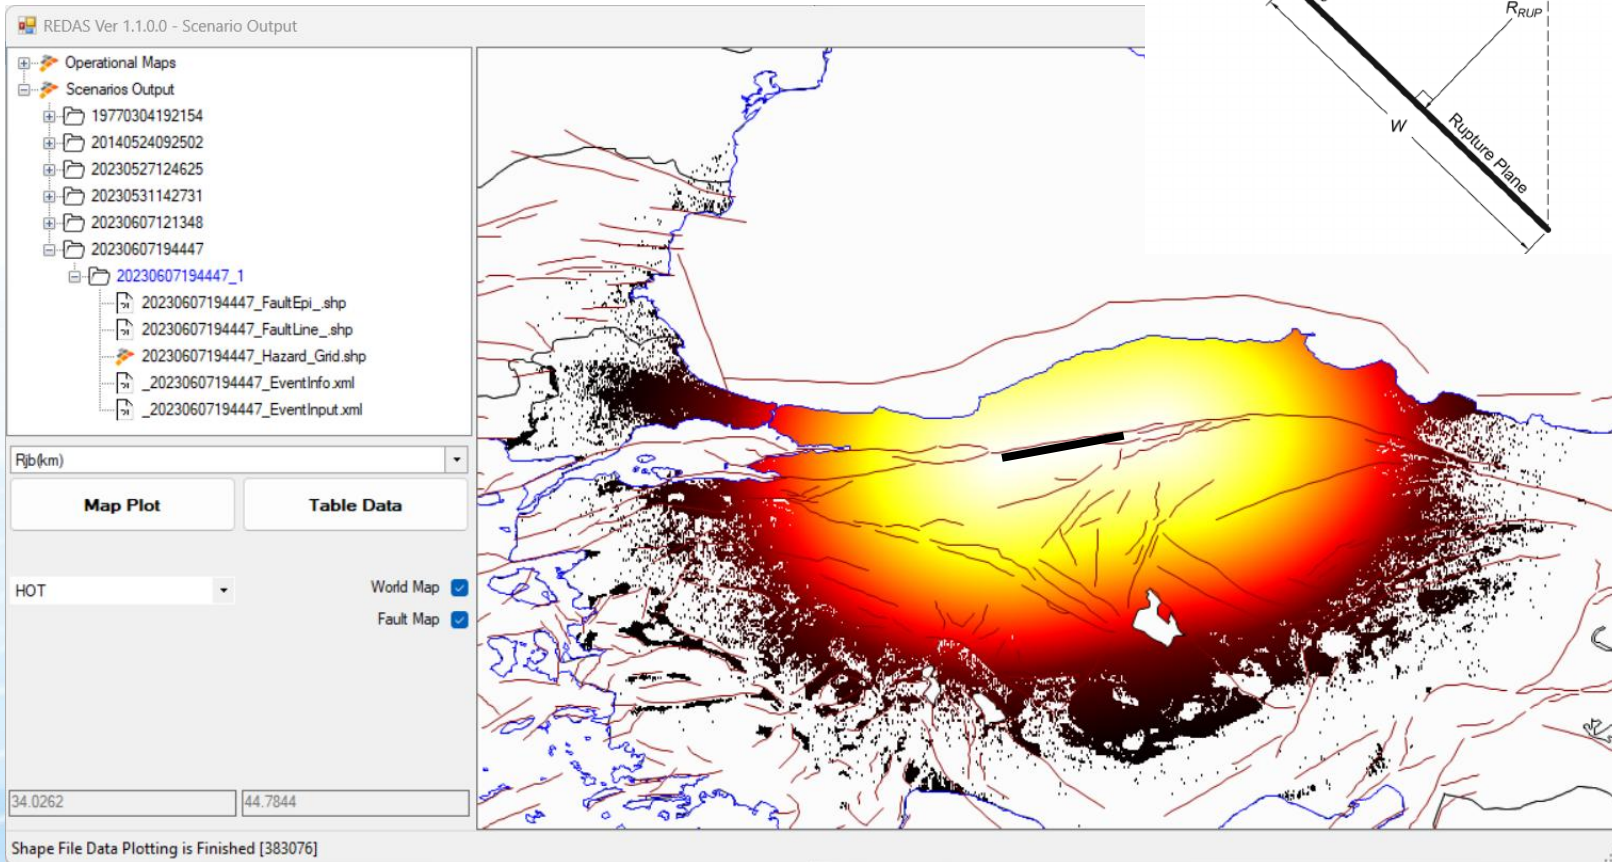 REDAS Ver 1.1.0.0 - Scenario Output
Operational Maps
Scenarios Output
19770304192154
20140524092502
20230527124625
20230531142731
20230607121348
20230607194447
20230607194447_1
20230607194447_FaultEpi_.shp
20230607194447_FaultLine_.shp
20230607194447_Hazard_Grid.shp
_20230607194447_EventInfo.xml
_20230607194447_EventInput.xml
Rjb(km)
Map Plot
Table Data
HOT
World Map
Fault Map
34.0262
44.7844
Shape File Data Plotting is Finished [383076]
RRUP
W
Rupture Plane